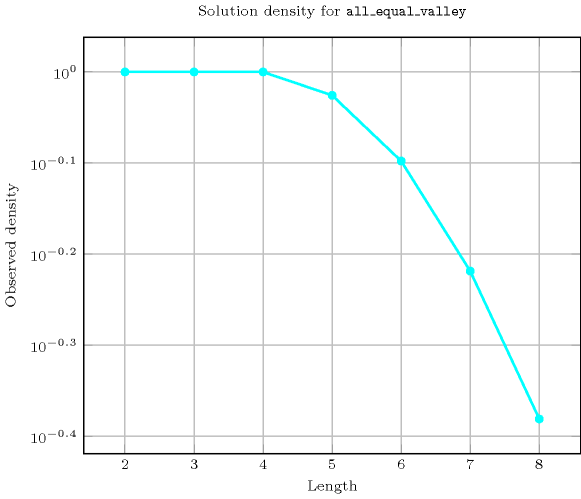 Solution density for all_equal_valley
10^0
10^−0.1
10^−0.2
10^−0.3
10^−0.4
Observed density
2 3 4 5 6 7 8
Length